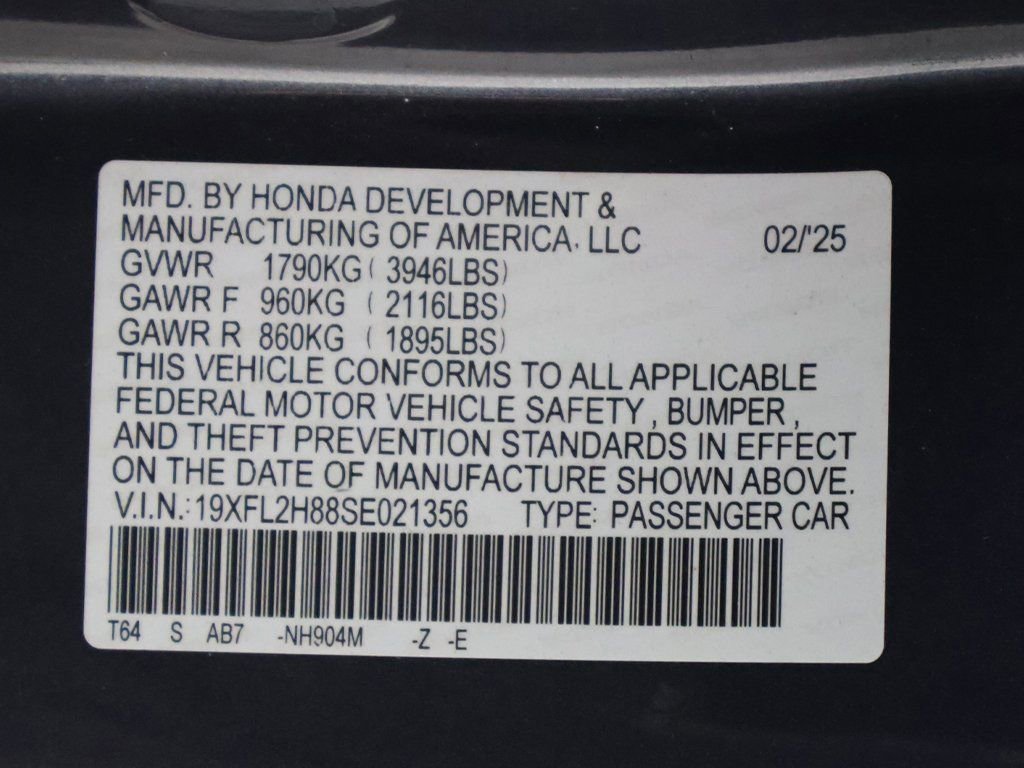 MFD. BY HONDA DEVELOPMENT &
MANUFACTURING OF AMERICA, LLC 02/'25
GVWR 1790KG ( 3946LBS)
GAWR F 960KG ( 2116LBS)
GAWR R 860KG ( 1895LBS)
THIS VEHICLE CONFORMS TO ALL APPLICABLE
FEDERAL MOTOR VEHICLE SAFETY , BUMPER ,
AND THEFT PREVENTION STANDARDS IN EFFECT
ON THE DATE OF MANUFACTURE SHOWN ABOVE.
V.I.N.: 19XFL2H88SE021356 TYPE: PASSENGER CAR
T64 S AB7 -NH904M -Z -E